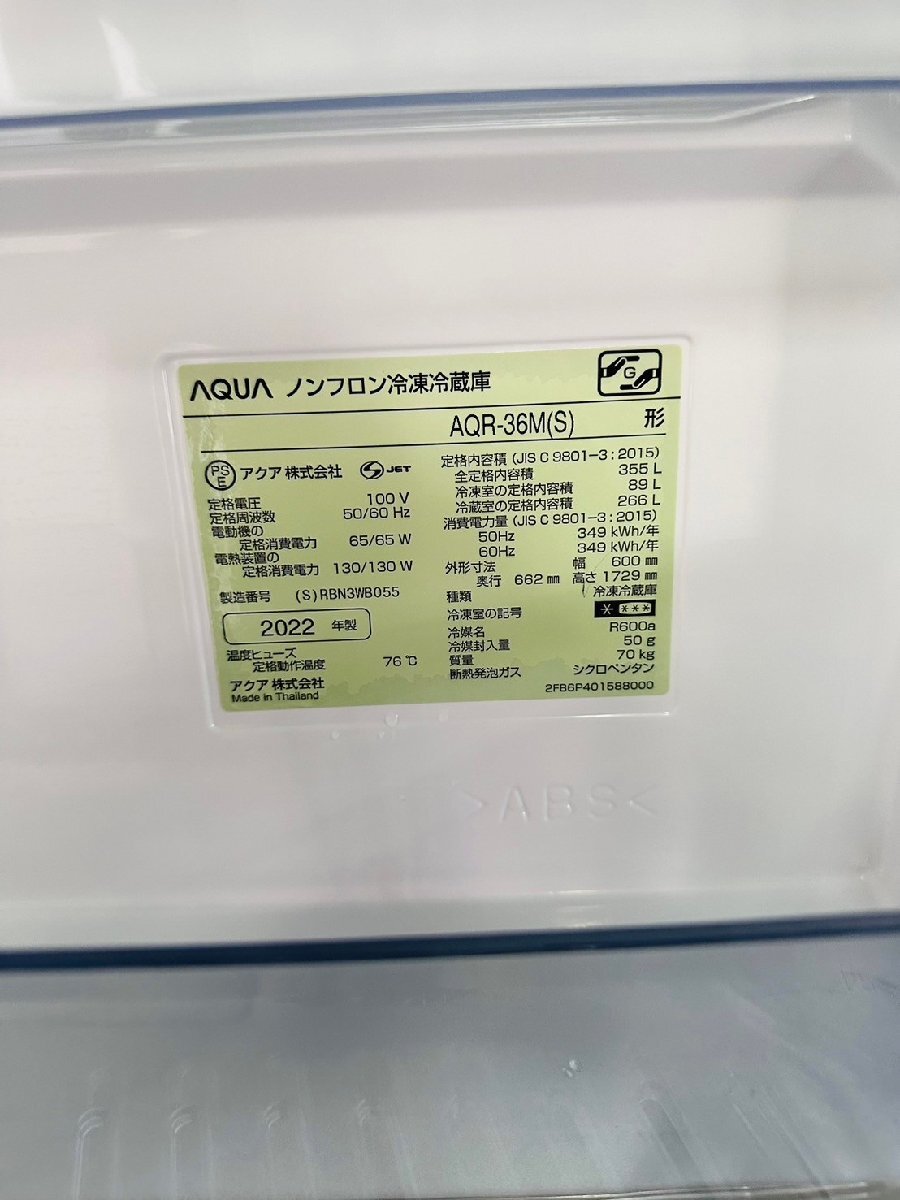 AQUA ノンフロン冷凍冷蔵庫
G
AQR-36M(S) 形
PS E アクア株式会社 S JET
定格電圧 100 V
定格周波数 50/60 Hz
電動機の
定格消費電力 65/65 W
電熱装置の
定格消費電力 130/130 W
製造番号 (S)RBN3WB055
2022 年製
温度ヒューズ
定格動作温度 76℃
アクア株式会社
Made in Thailand
定格内容積 (JIS C 9801-3:2015)
全定格内容積 355 L
冷凍室の定格内容積 89 L
冷蔵室の定格内容積 266 L
消費電力量 (JIS C 9801-3:2015)
50Hz 349 kWh/年
60Hz 349 kWh/年
外形寸法 幅 600 mm
奥行 662 mm 高さ 1729 mm
種類 冷凍冷蔵庫
冷凍室の記号 * ***
冷媒名 R600a
冷媒封入量 50 g
質量 70 kg
断熱発泡ガス シクロペンタン
2FB6P401588000
>ABS<